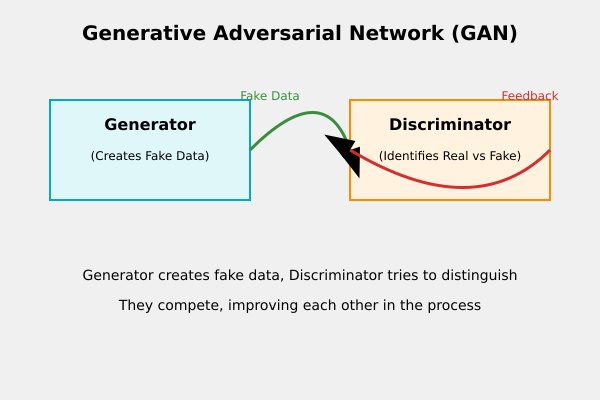 Generative Adversarial Network (GAN)
Fake Data
Feedback
Generator
Discriminator
(Creates Fake Data)
(Identifies Real vs Fake)
Generator creates fake data, Discriminator tries to distinguish
They compete, improving each other in the process